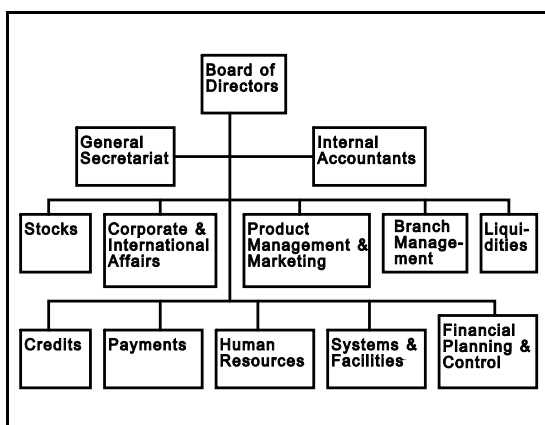 Board of
Directors
General
Secretariat
Internal
Accountants
Stocks
Corporate &
International
Affairs
Product
Management &
Marketing
Branch
Manage-
ment
Liqui-
dities
Credits
Payments
Human
Resources
Systems &
Facilities
Financial
Planning &
Control